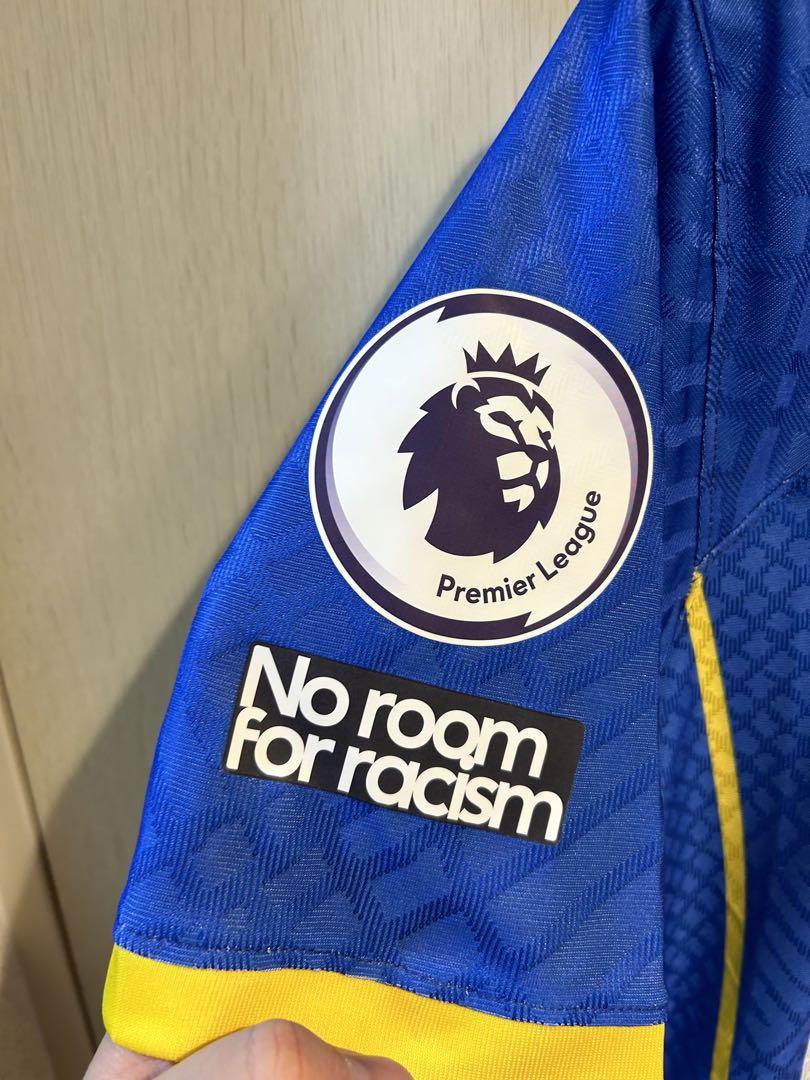 Premier League
No room
for racism